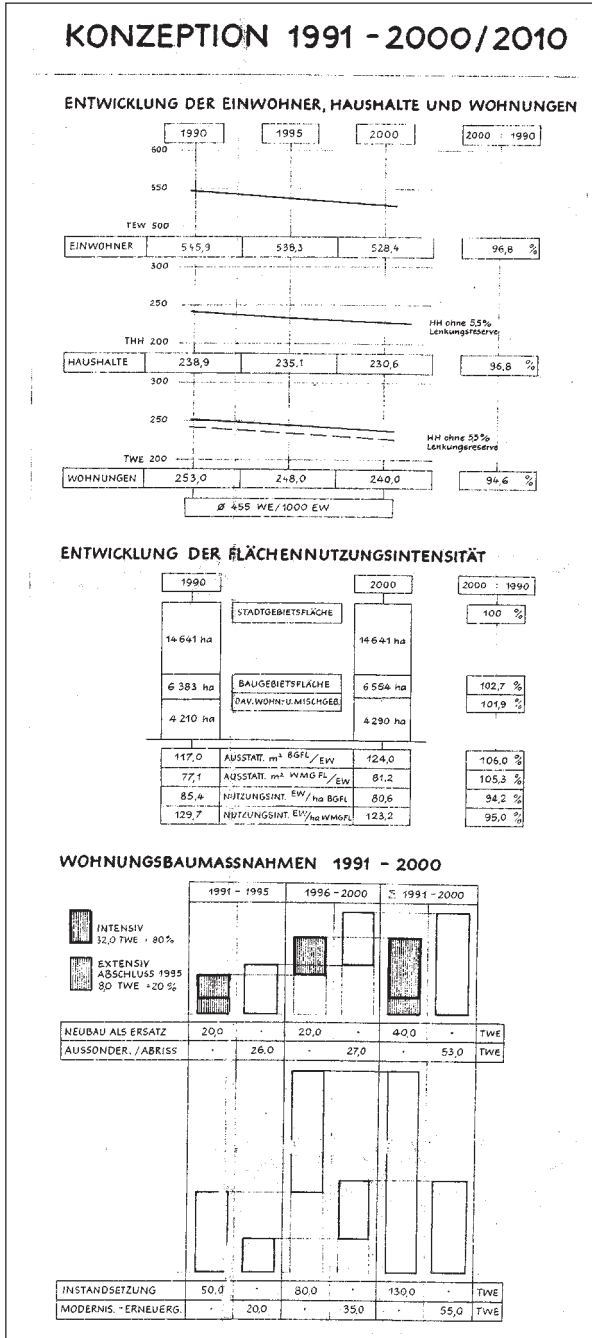 KONZEPTION 1991 - 2000/2010
ENTWICKLUNG DER EINWOHNER, HAUSHALTE UND WOHNUNGEN
1990 1995 2000 2000 : 1990
600
550
TEW 500
EINWOHNER 545,9 538,3 528,4 96,8 %
300
250
HH ohne 5,5%
Lenkungsreserve
THH 200
HAUSHALTE 238,9 235,1 230,6 96,8 %
300
250
HH ohne 5,5%
Lenkungsreserve
TWE 200
WOHNUNGEN 253,0 248,0 240,0 94,6 %
Ø 455 WE/1000 EW
ENTWICKLUNG DER FLÄCHENNUTZUNGSINTENSITÄT
1990 2000 2000 : 1990
STADTGEBIETSFLÄCHE 100 %
14 641 ha 14 641 ha
6 383 ha BAUGEBIETSFLÄCHE 6 554 ha 102,7 %
DAV. WOHN- U. MISCHGEB. 101,9 %
4 210 ha 4 290 ha
117,0 AUSSTATT. m² BGFL/EW 124,0 106,0 %
77,1 AUSSTATT. m² WMGFL/EW 81,2 105,3 %
85,4 NUTZUNGSINT. EW/ha BGFL 80,6 94,2 %
129,7 NUTZUNGSINT. EW/ha WMGFL 123,2 95,0 %
WOHNUNGSBAUMASSNAHMEN 1991 - 2000
1991 - 1995 1996 - 2000 Σ 1991 - 2000
INTENSIV
32,0 TWE = 80%
EXTENSIV
ABSCHLUSS 1995
8,0 TWE = 20 %
NEUBAU ALS ERSATZ 20,0 · 20,0 · 40,0 · TWE
AUSSONDER. / ABRISS · 26,0 · 27,0 · 53,0 TWE
INSTANDSETZUNG 50,0 · 80,0 · 130,0 · TWE
MODERNIS. - ERNEUERG. · 20,0 · 35,0 · 55,0 TWE